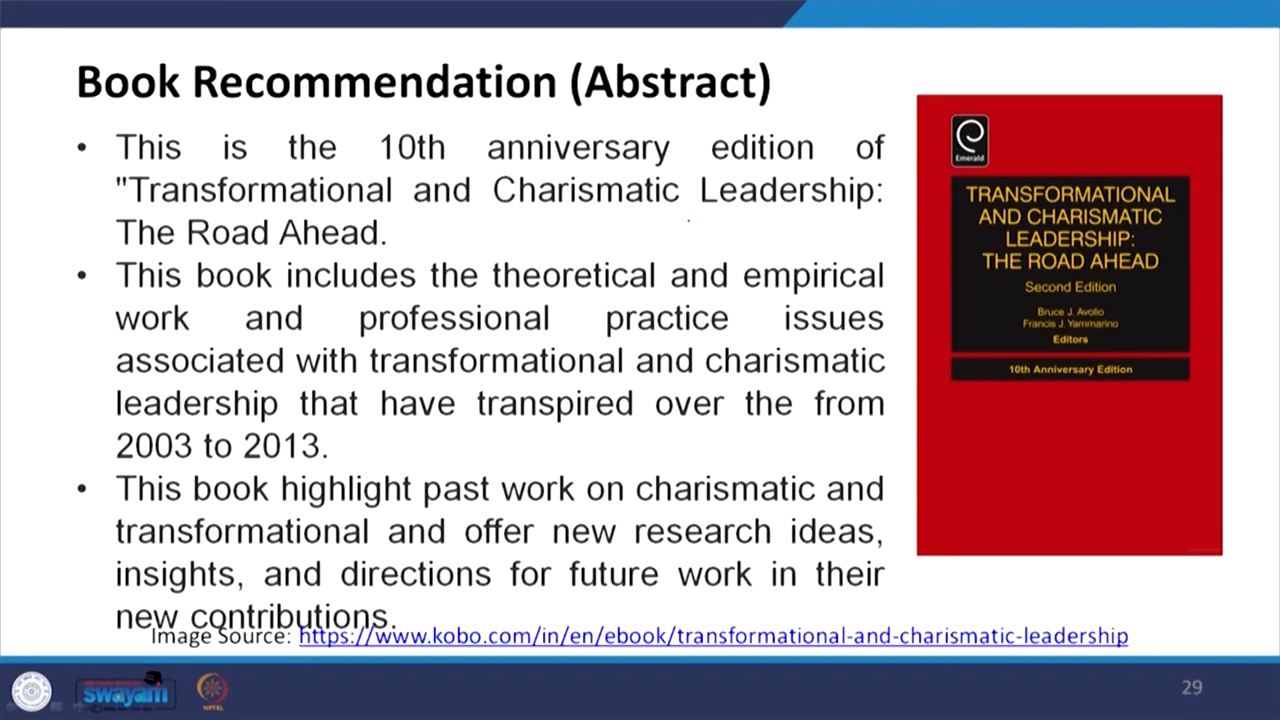 Book Recommendation (Abstract)
• This is the 10th anniversary edition of
"Transformational and Charismatic Leadership:
The Road Ahead.
• This book includes the theoretical and empirical
work and professional practice issues
associated with transformational and charismatic
leadership that have transpired over the from
2003 to 2013.
• This book highlight past work on charismatic and
transformational and offer new research ideas,
insights, and directions for future work in their
new contributions.
Image Source: https://www.kobo.com/in/en/ebook/transformational-and-charismatic-leadership
Emerald
TRANSFORMATIONAL
AND CHARISMATIC
LEADERSHIP:
THE ROAD AHEAD
Second Edition
Bruce J. Avolio
Francis J. Yammarino
Editors
10th Anniversary Edition
swayam
NPTEL
29